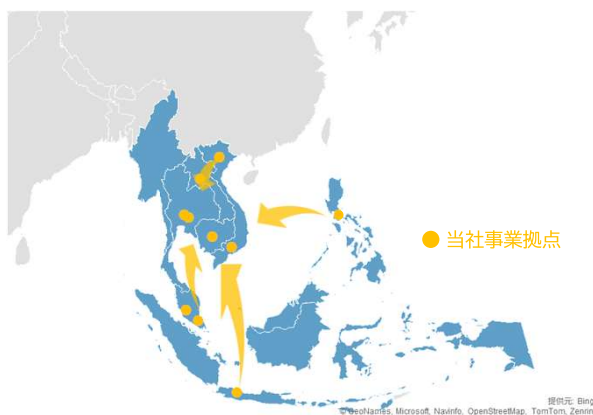 当社事業拠点
提供元: Bing
© GeoNames, Microsoft, Navinfo, OpenStreetMap, TomTom, Zenrin